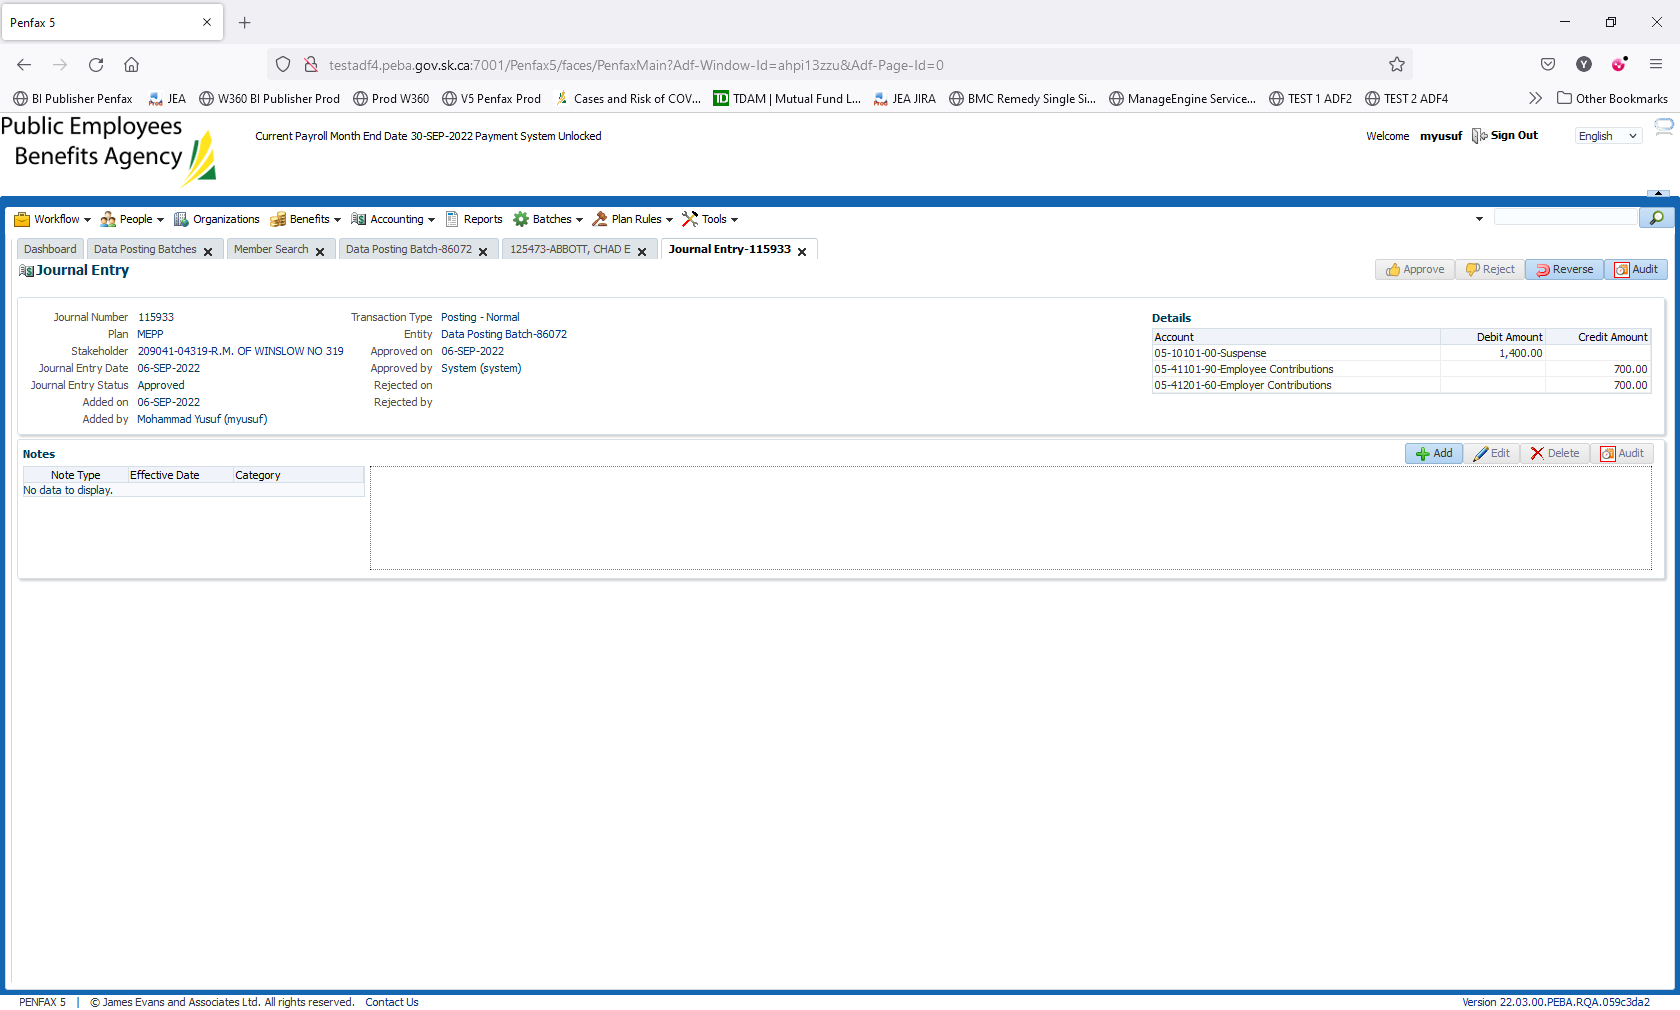 Penfax 5
testadf4.peba.gov.sk.ca:7001/Penfax5/faces/PenfaxMain?Adf-Window-Id=ahpi13zzu&Adf-Page-Id=0
BI Publisher Penfax JEA W360 BI Publisher Prod Prod W360 V5 Penfax Prod Cases and Risk of COV... TD TDAM | Mutual Fund L... JEA JIRA BMC Remedy Single Si... ManageEngine Service... TEST 1 ADF2 TEST 2 ADF4 Other Bookmarks
Public Employees
Benefits Agency
Current Payroll Month End Date 30-SEP-2022 Payment System Unlocked
Welcome myusuf Sign Out English
Workflow People Organizations Benefits Accounting Reports Batches Plan Rules Tools
Dashboard Data Posting Batches Member Search Data Posting Batch-86072 125473-ABBOTT, CHAD E Journal Entry-115933
Journal Entry
Approve Reject Reverse Audit
Journal Number 115933
Plan MEPP
Stakeholder 209041-04319-R.M. OF WINSLOW NO 319
Journal Entry Date 06-SEP-2022
Journal Entry Status Approved
Added on 06-SEP-2022
Added by Mohammad Yusuf (myusuf)
Transaction Type Posting - Normal
Entity Data Posting Batch-86072
Approved on 06-SEP-2022
Approved by System (system)
Rejected on
Rejected by
Details
Account Debit Amount Credit Amount
05-10101-00-Suspense 1,400.00
05-41101-90-Employee Contributions 700.00
05-41201-60-Employer Contributions 700.00
Notes
Add Edit Delete Audit
Note Type Effective Date Category
No data to display.
PENFAX 5 | © James Evans and Associates Ltd. All rights reserved. Contact Us
Version 22.03.00.PEBA.RQA.059c3da2